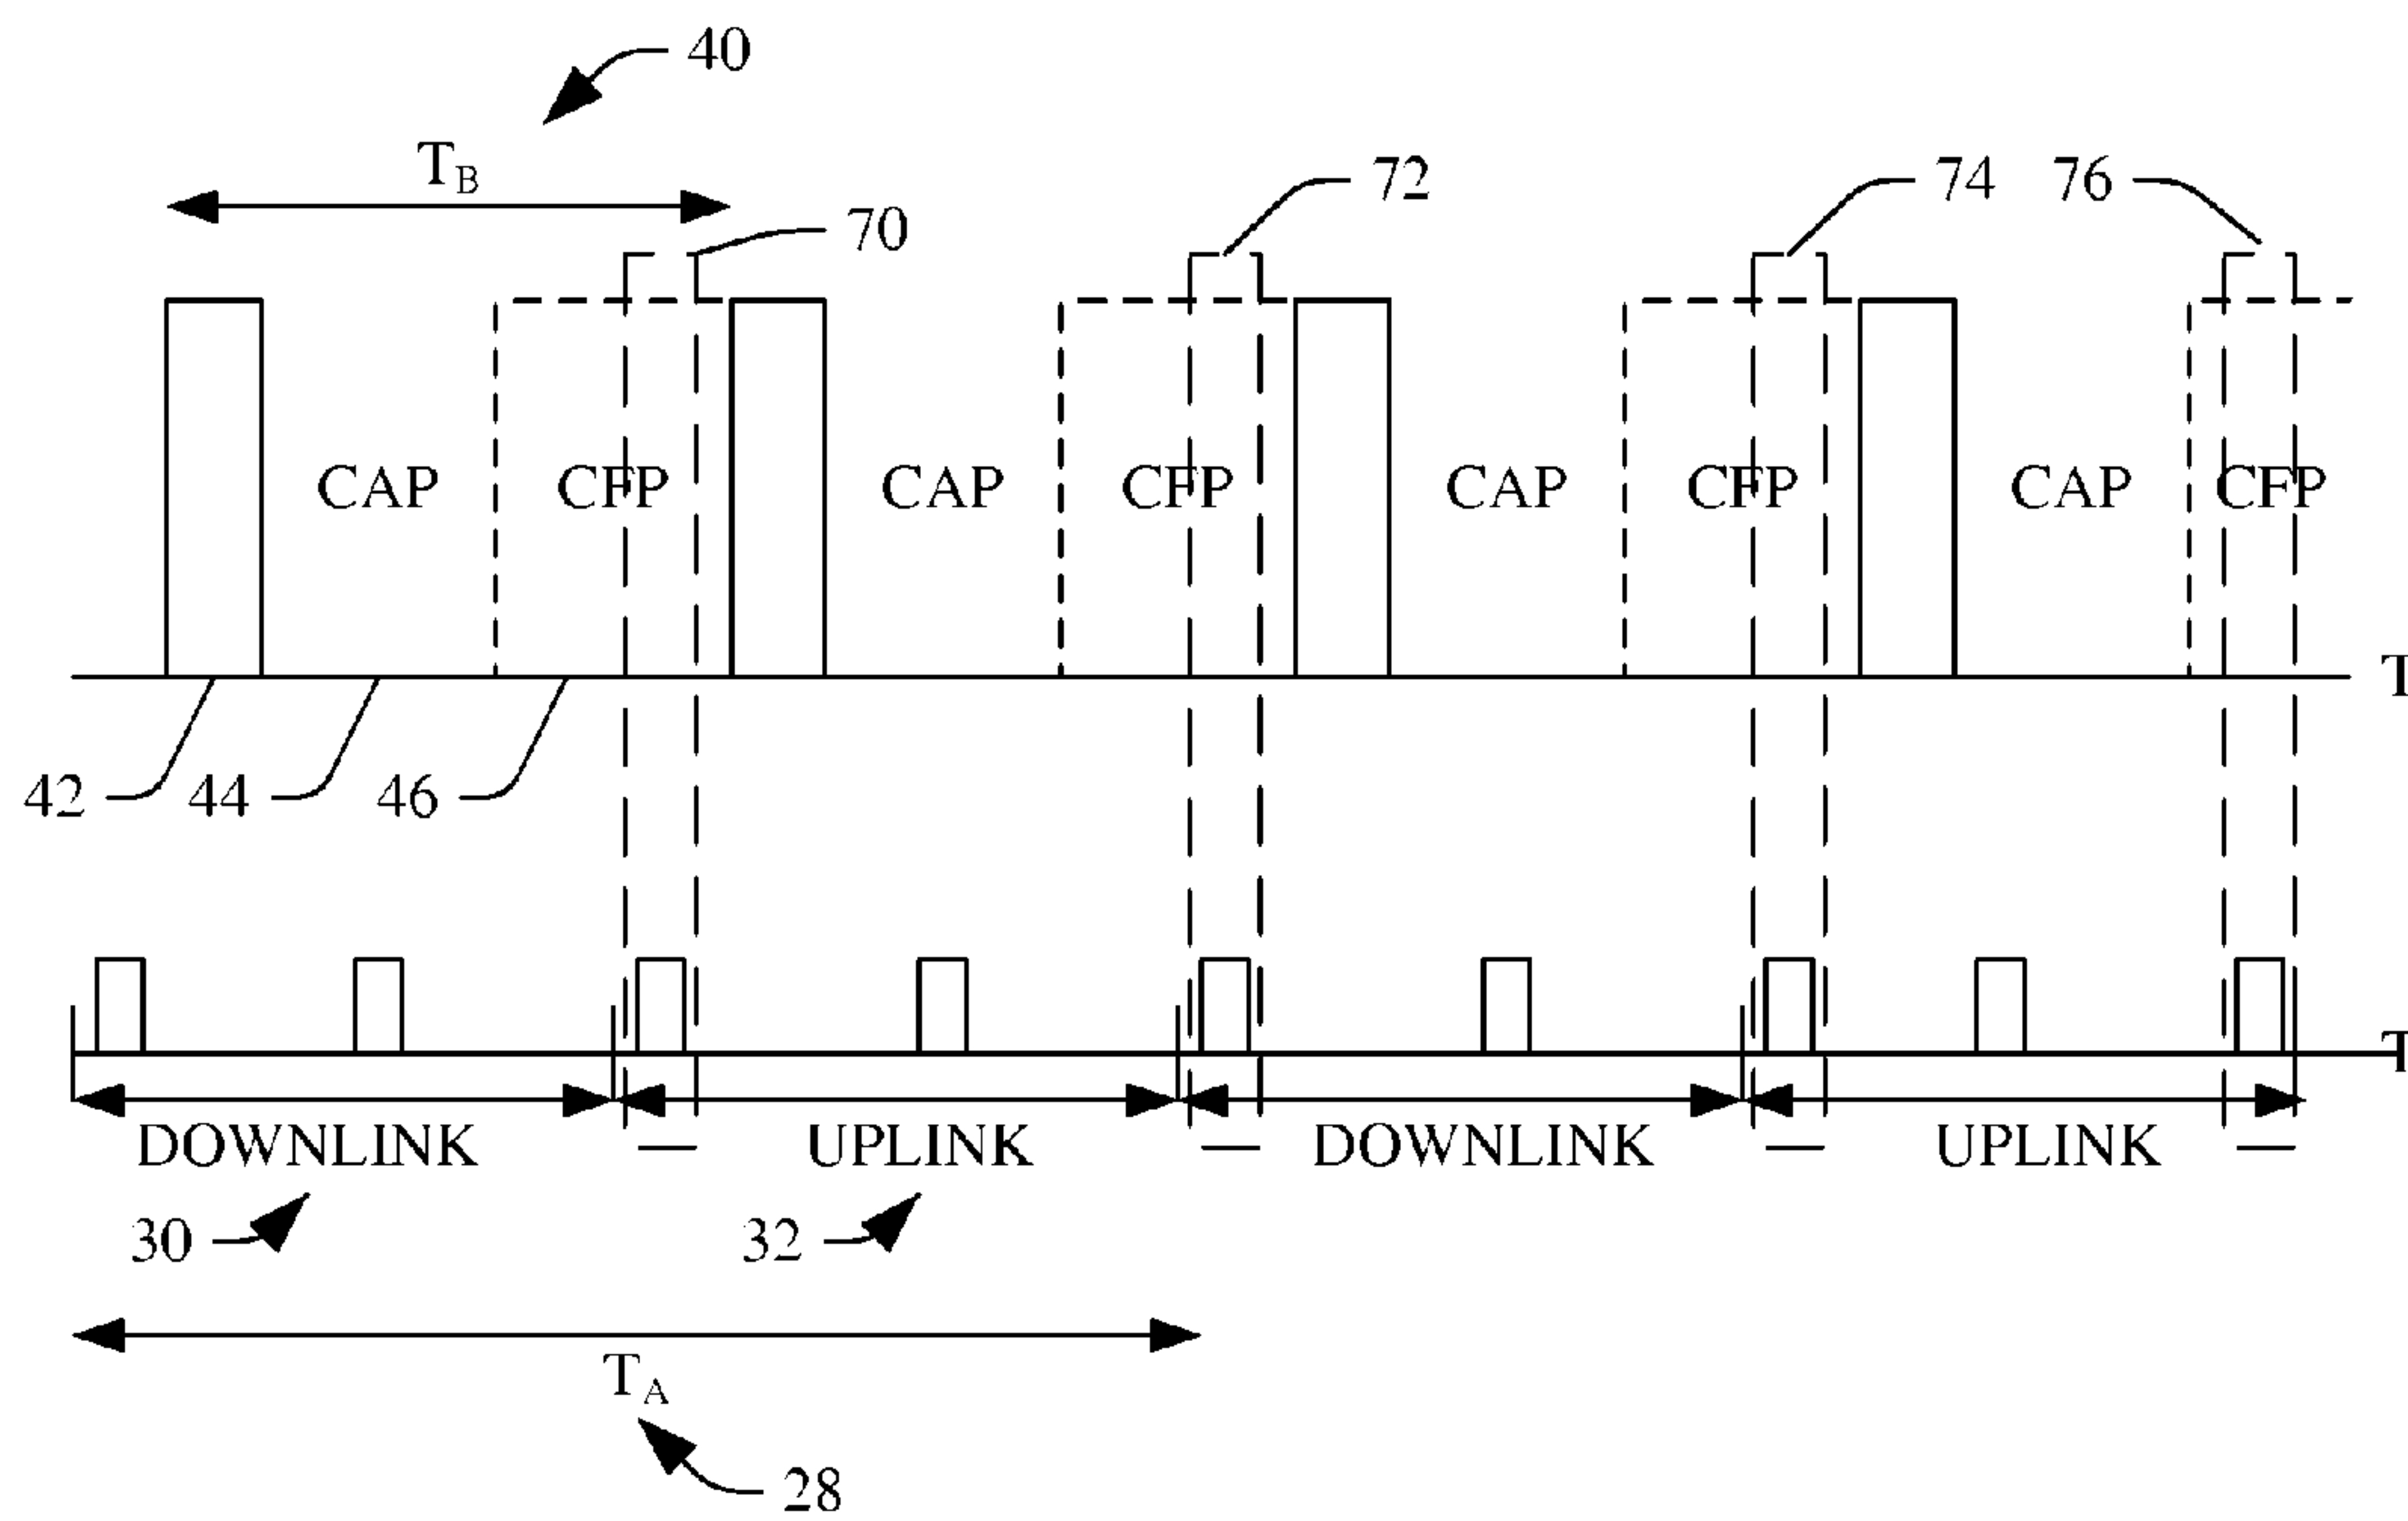 40
TB
70
72
74 76
CAP CFP CAP CFP CAP CFP CAP CFP
T
42 44 46
T
DOWNLINK UPLINK DOWNLINK UPLINK
30 32
TA
28